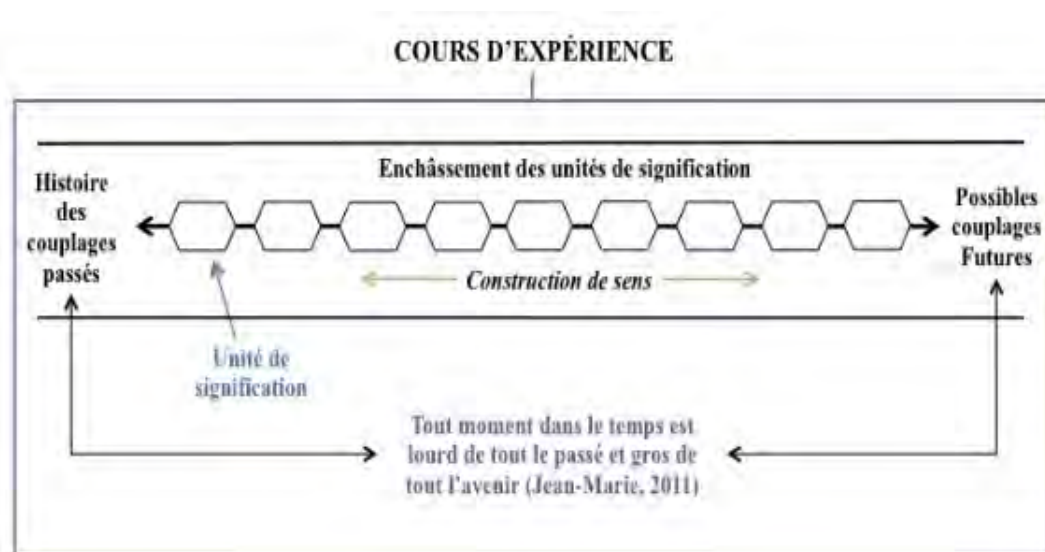 COURS D'EXPÉRIENCE
Enchâssement des unités de signification
Histoire
des
couplages
passés
Possibles
couplages
Futures
Construction de sens
Unité de
signification
Tout moment dans le temps est
lourd de tout le passé et gros de
tout l'avenir (Jean-Marie, 2011)